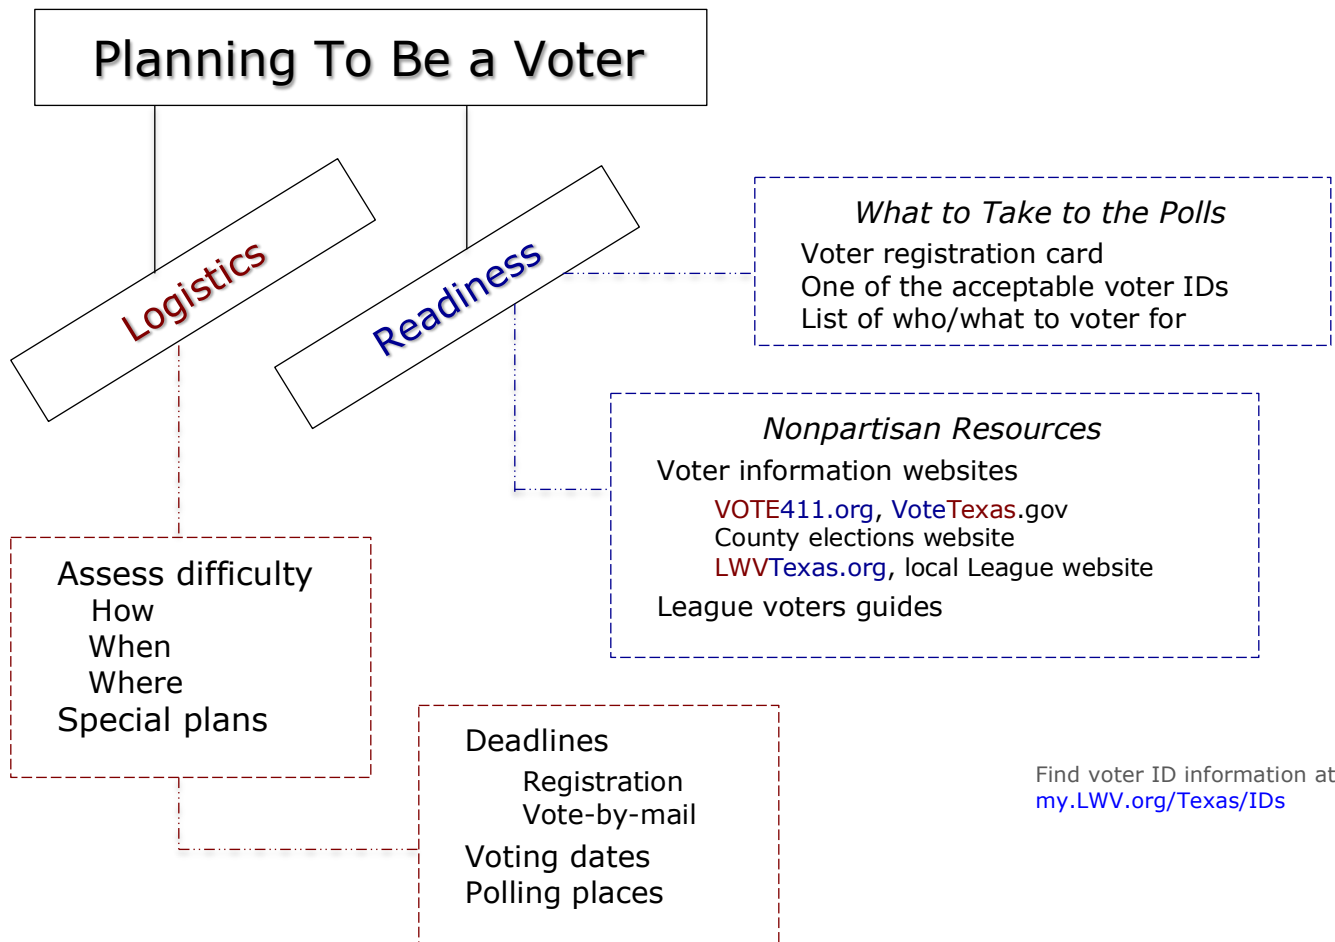 Planning To Be a Voter
Logistics
Readiness
What to Take to the Polls
Voter registration card
One of the acceptable voter IDs
List of who/what to voter for
Nonpartisan Resources
Voter information websites
VOTE411.org, VoteTexas.gov
County elections website
LWVTexas.org, local League website
League voters guides
Assess difficulty
How
When
Where
Special plans
Deadlines
Registration
Vote-by-mail
Voting dates
Polling places
Find voter ID information at
my.LWV.org/Texas/IDs